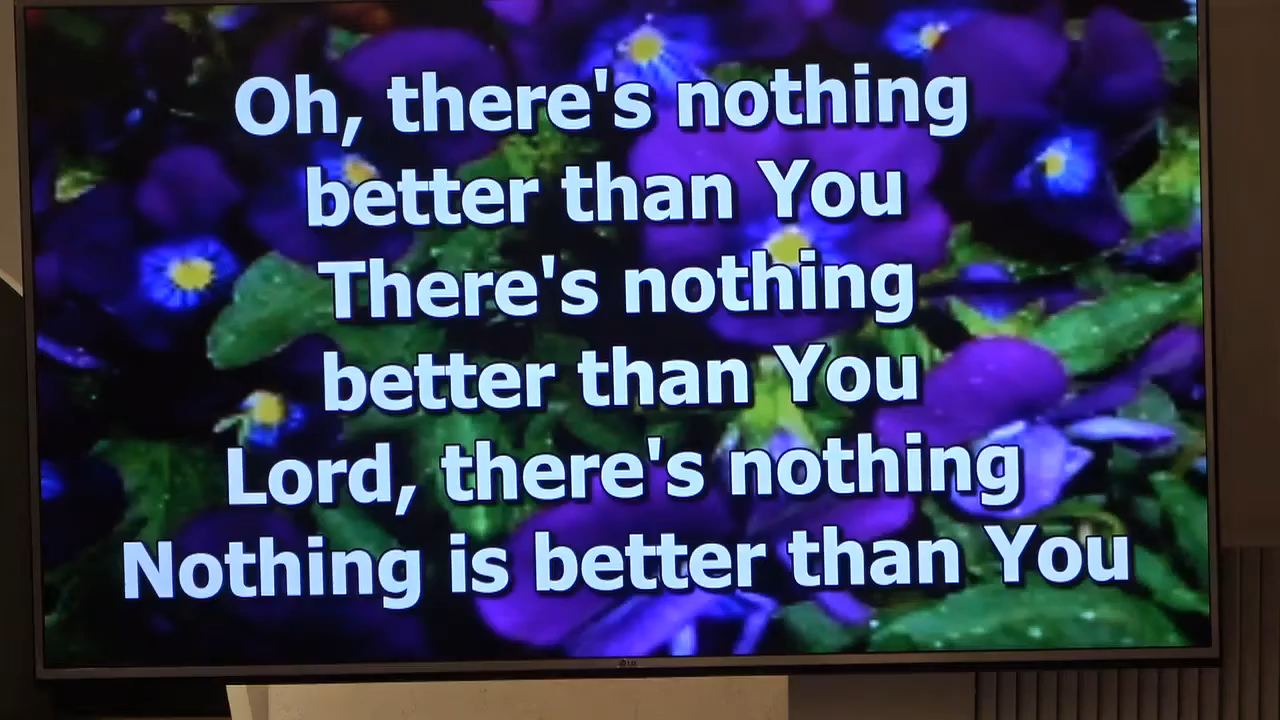 Oh, there's nothing
better than You
There's nothing
better than You
Lord, there's nothing
Nothing is better than You
LG